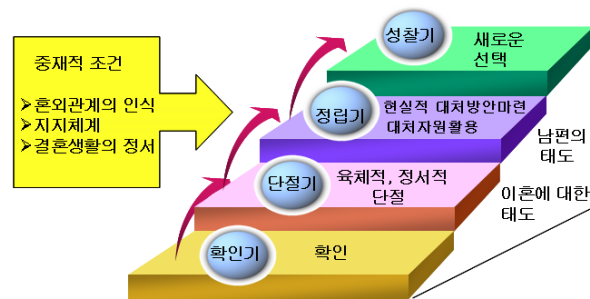 중재적 조건
➢혼외관계의 인식
➢지지체계
➢결혼생활의 정서
성찰기
새로운
선택
정립기
현실적 대처방안마련
대처자원활용
남편의
태도
단절기
육체적, 정서적
단절
이혼에 대한
태도
확인기
확인